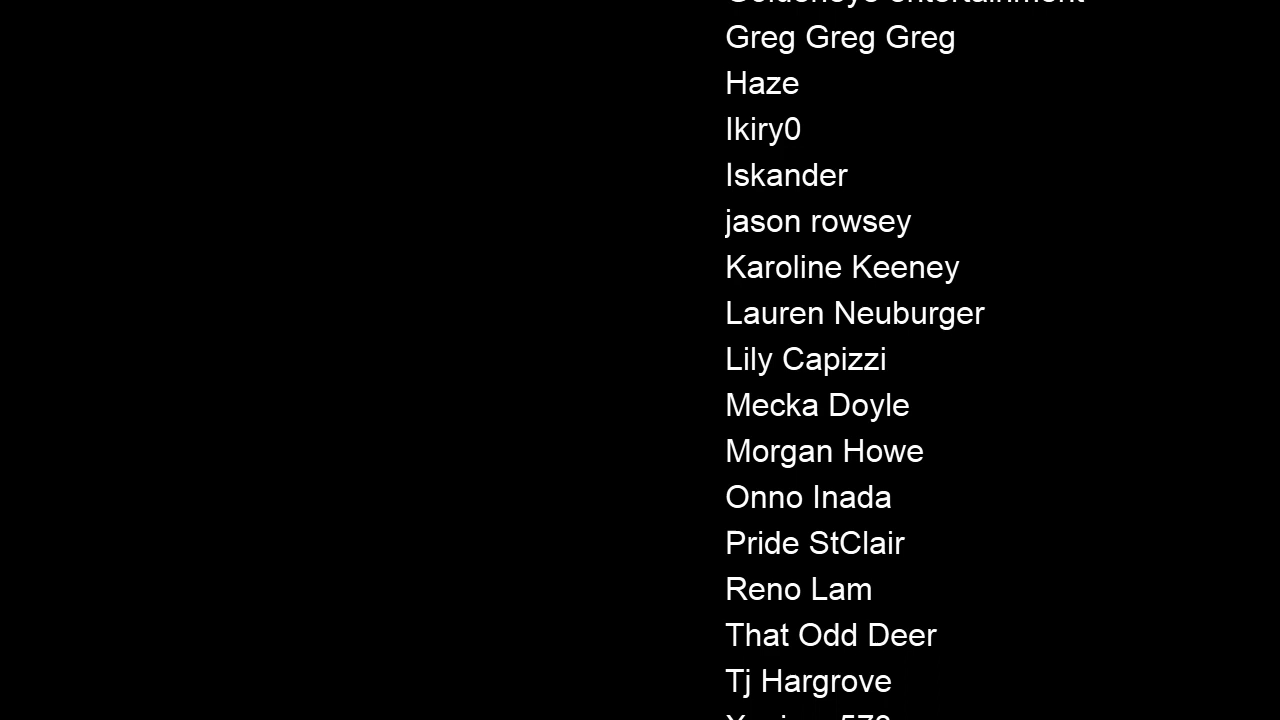 Greg Greg Greg
Haze
Ikiry0
Iskander
jason rowsey
Karoline Keeney
Lauren Neuburger
Lily Capizzi
Mecka Doyle
Morgan Howe
Onno Inada
Pride StClair
Reno Lam
That Odd Deer
Tj Hargrove